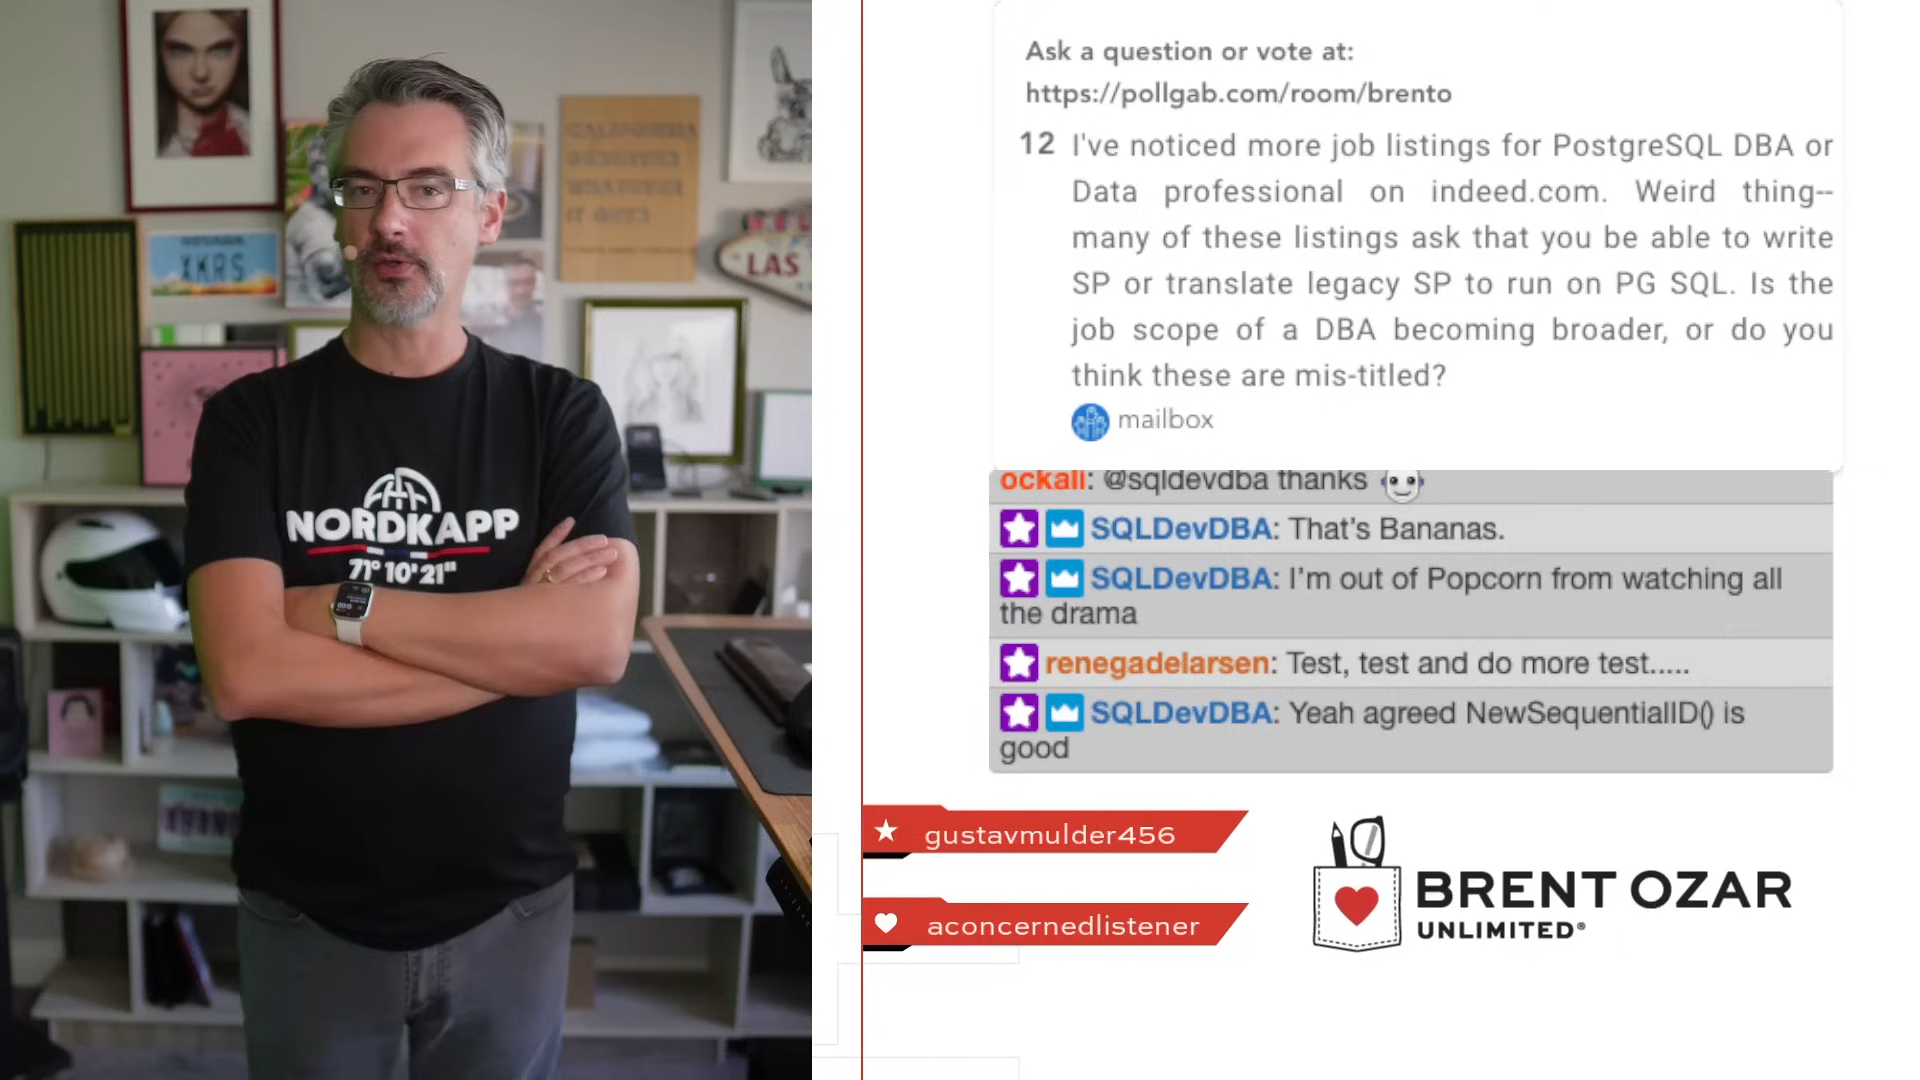 Ask a question or vote at:
https://pollgab.com/room/brento
12 I've noticed more job listings for PostgreSQL DBA or
Data professional on indeed.com. Weird thing--
many of these listings ask that you be able to write
SP or translate legacy SP to run on PG SQL. Is the
job scope of a DBA becoming broader, or do you
think these are mis-titled?
mailbox
ockali: @sqldevdba thanks
SQLDevDBA: That's Bananas.
SQLDevDBA: I'm out of Popcorn from watching all
the drama
renegadelarsen: Test, test and do more test.....
SQLDevDBA: Yeah agreed NewSequentialID() is
good
gustavmulder456
aconcernedlistener
BRENT OZAR
UNLIMITED®
XKRS
LAS
NORDKAPP
71° 10' 21"